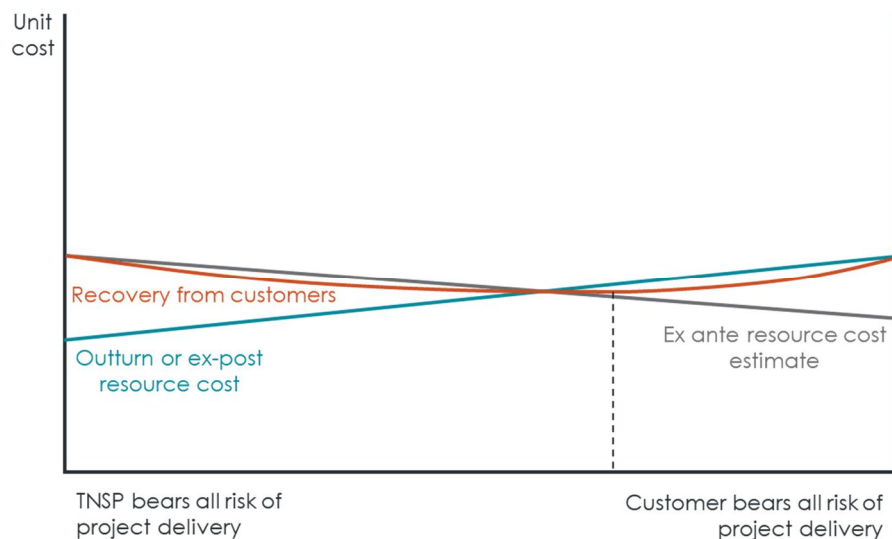 Unit
cost
Recovery from customers
Outturn or ex-post
resource cost
Ex ante resource cost
estimate
TNSP bears all risk of
project delivery
Customer bears all risk of
project delivery